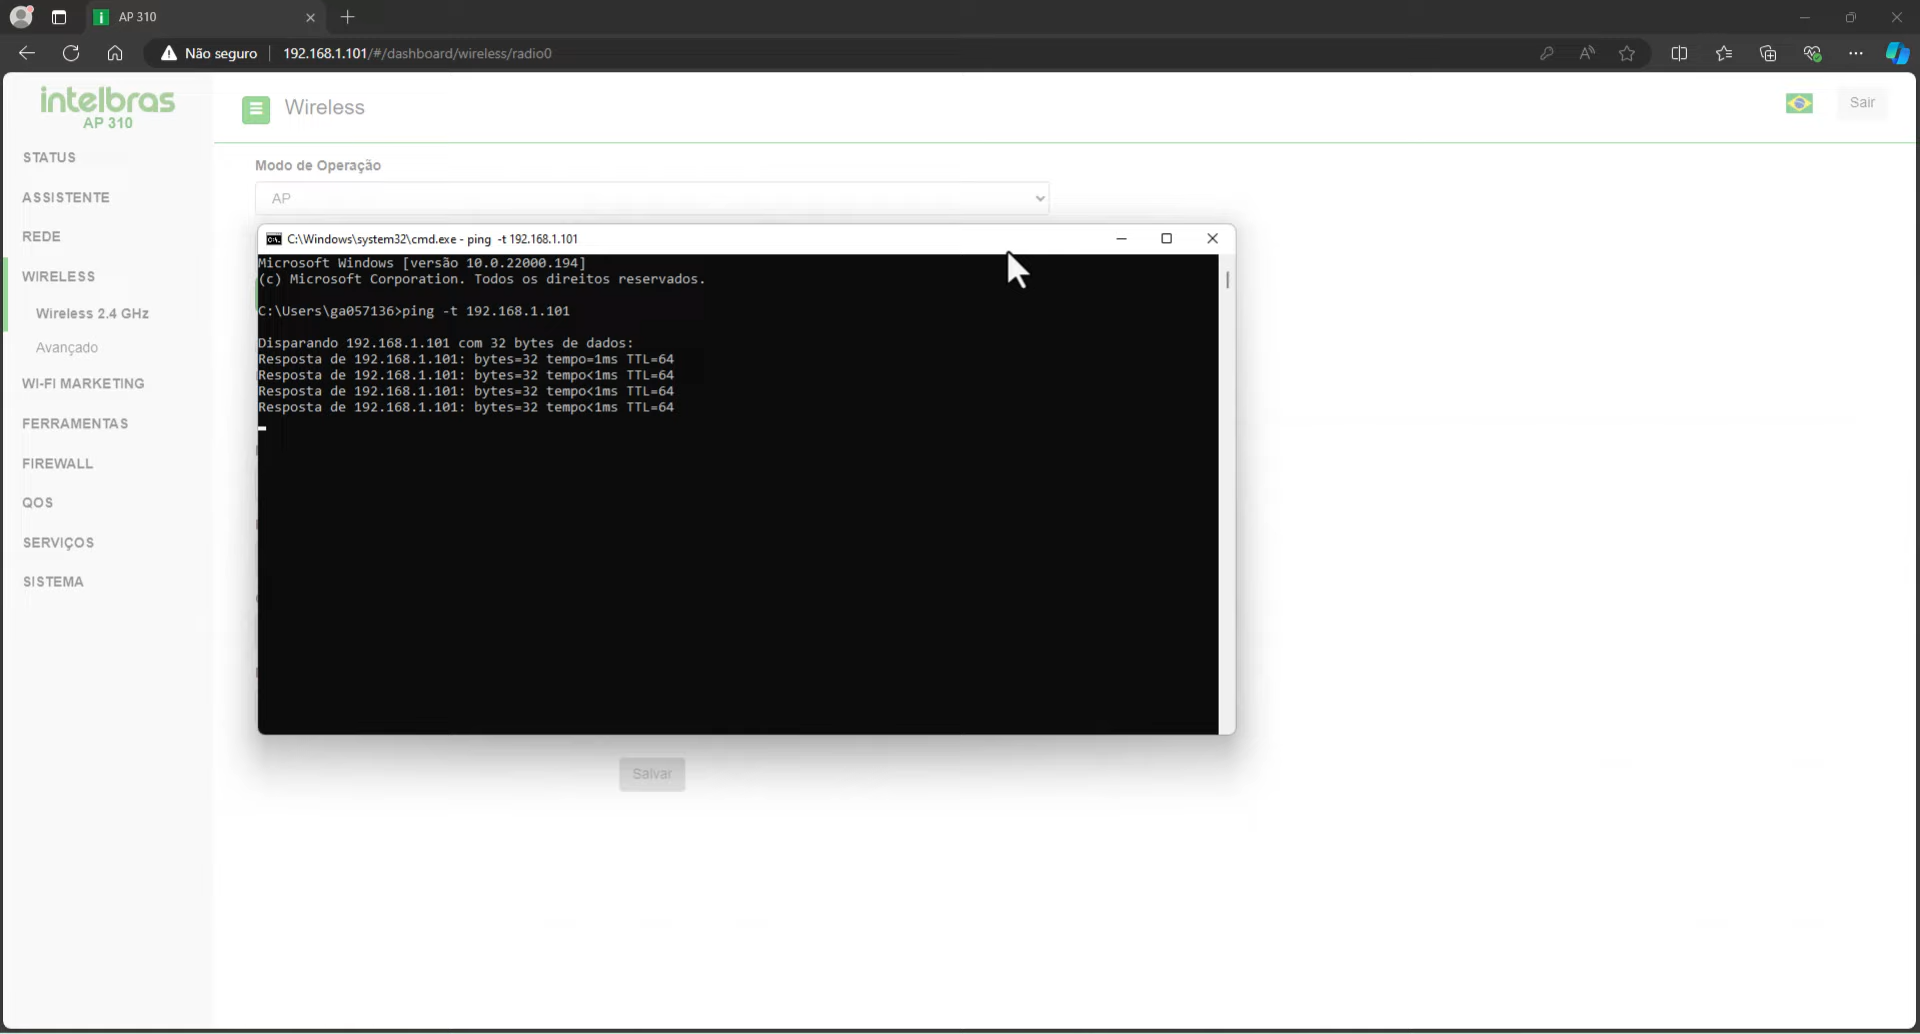 AP 310
Não seguro
192.168.1.101/#/dashboard/wireless/radio0
intelbras
AP 310
Wireless
Sair
STATUS
ASSISTENTE
REDE
WIRELESS
Wireless 2.4 GHz
Avançado
WI-FI MARKETING
FERRAMENTAS
FIREWALL
QOS
SERVIÇOS
SISTEMA
Modo de Operação
AP
C:\Windows\system32\cmd.exe - ping -t 192.168.1.101
Microsoft Windows [versão 10.0.22000.194]
(c) Microsoft Corporation. Todos os direitos reservados.
C:\Users\ga057136>ping -t 192.168.1.101
Disparando 192.168.1.101 com 32 bytes de dados:
Resposta de 192.168.1.101: bytes=32 tempo=1ms TTL=64
Resposta de 192.168.1.101: bytes=32 tempo<1ms TTL=64
Resposta de 192.168.1.101: bytes=32 tempo<1ms TTL=64
Resposta de 192.168.1.101: bytes=32 tempo<1ms TTL=64
Salvar